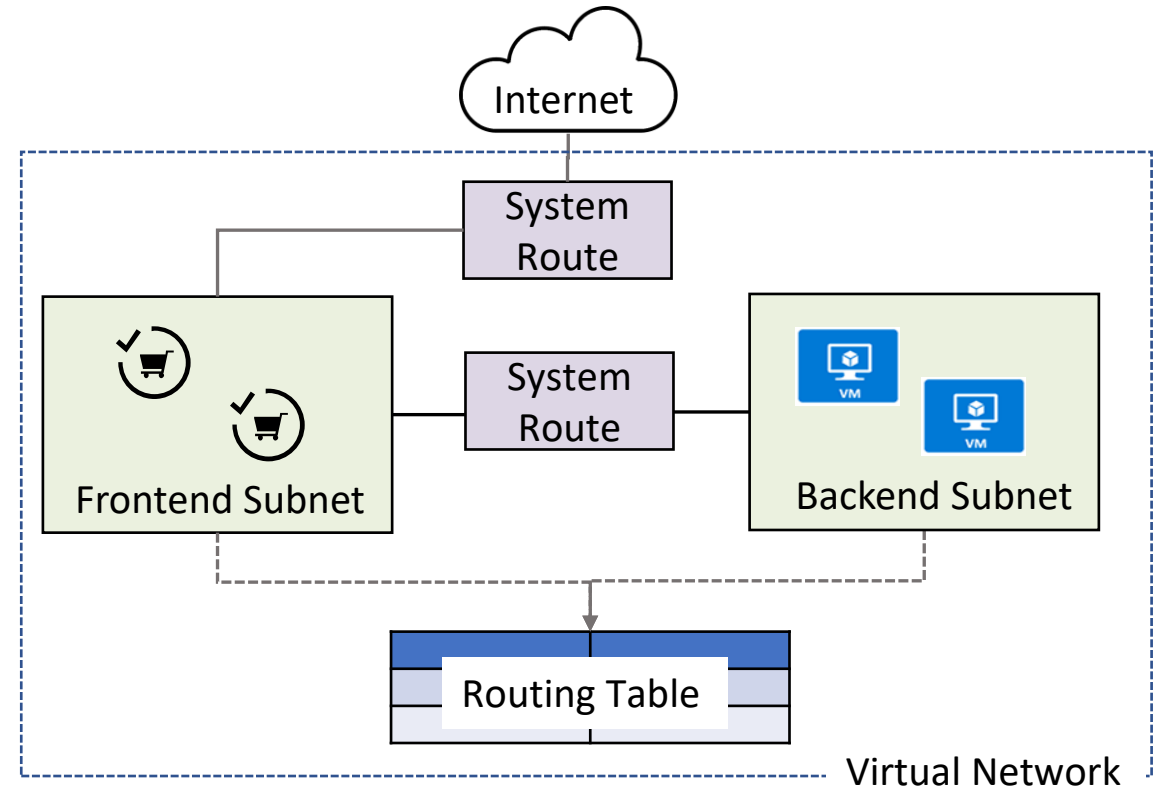 Internet
System
Route
System
Route
VM
VM
Frontend Subnet
Backend Subnet
Routing Table
Virtual Network